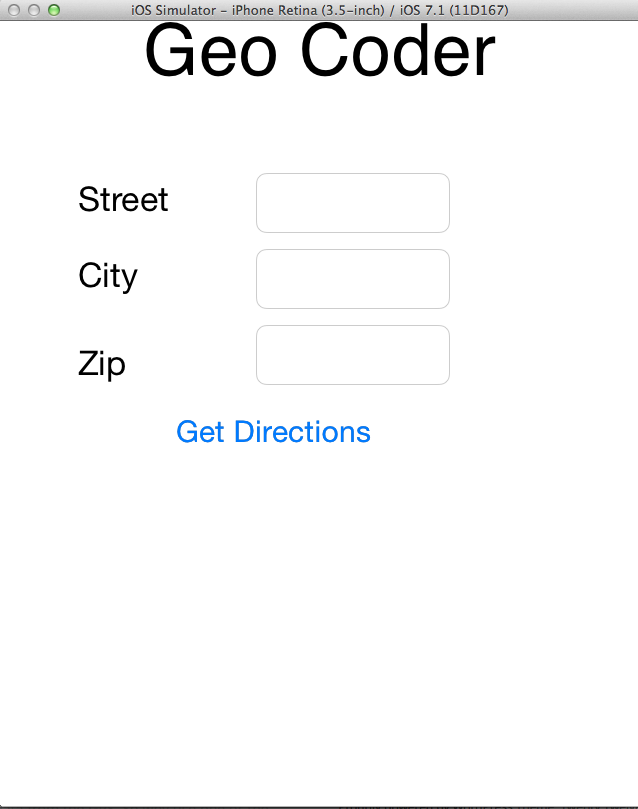 iOS Simulator – iPhone Retina (3.5-inch) / iOS 7.1 (11D167)
Geo Coder
Street
City
Zip
Get Directions